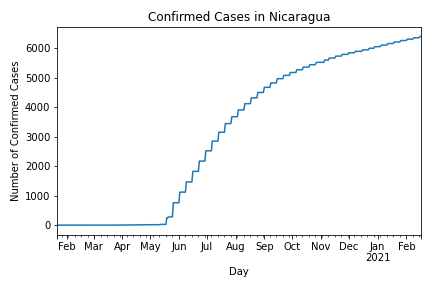 Confirmed Cases in Nicaragua
Number of Confirmed Cases
6000
5000
4000
3000
2000
1000
0
Feb Mar Apr May Jun Jul Aug Sep Oct Nov Dec Jan Feb
2021
Day